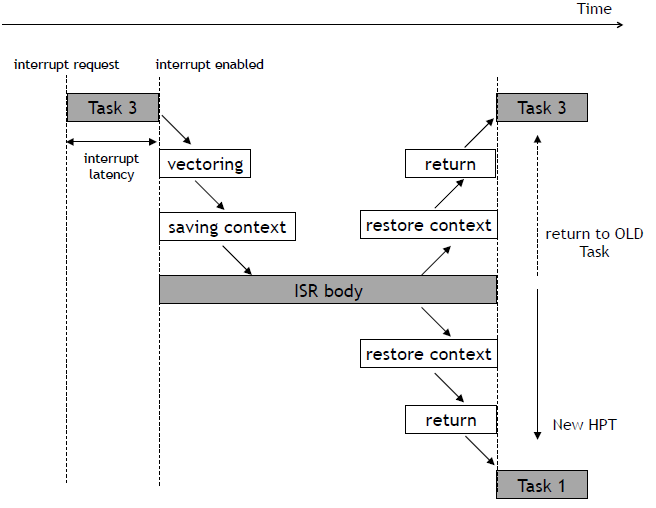 Time
interrupt request
interrupt enabled
Task 3
Task 3
interrupt
latency
vectoring
return
saving context
restore context
return to OLD
Task
ISR body
restore context
return
New HPT
Task 1